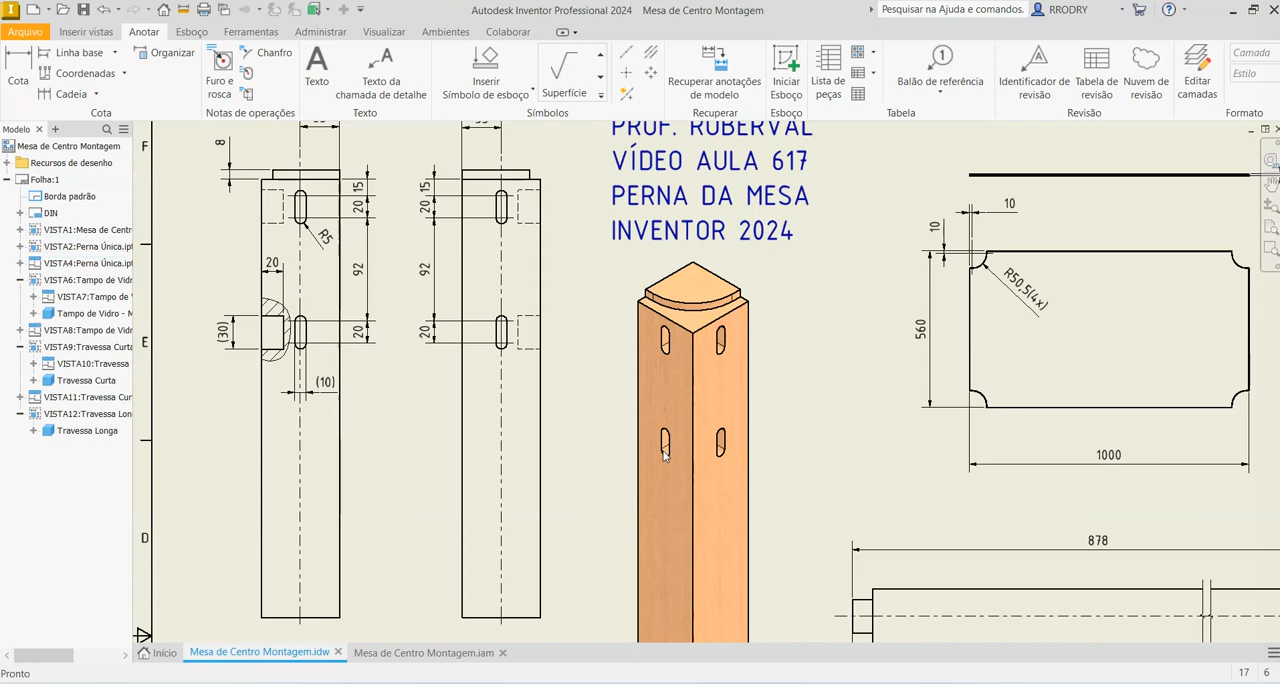 Autodesk Inventor Professional 2024 Mesa de Centro Montagem
Pesquisar na Ajuda e comandos.
RRODRY
Arquivo Inserir vistas Anotar Esboço Ferramentas Administrar Visualizar Ambientes Colaborar
Cota
Linha base
Coordenadas
Cadeia
Organizar
Cota
Furo e rosca
Chanfro
Notas de operações
Texto
Texto da chamada de detalhe
Texto
Inserir
Símbolo de esboço
Superfície
Símbolos
Recuperar anotações de modelo
Recuperar
Iniciar Esboço
Esboço
Lista de peças
Balão de referência
Tabela
Identificador de revisão
Tabela de revisão
Nuvem de revisão
Revisão
Editar camadas
Camada
Estilo
Formato
Modelo
Mesa de Centro Montagem
Recursos de desenho
Folha:1
Borda padrão
DIN
VISTA1:Mesa de Centr
VISTA2:Perna Única.ipt
VISTA4:Perna Única.ipt
VISTA6:Tampo de Vidr
VISTA7:Tampo de V
Tampo de Vidro - M
VISTA8:Tampo de Vidr
VISTA9:Travessa Curta
VISTA10:Travessa
Travessa Curta
VISTA11:Travessa Cur
VISTA12:Travessa Lon
Travessa Longa
F
E
D
8
15
20
R5
92
20
20
(30)
(10)
15
20
92
20
PROF. ROBERVAL
VÍDEO AULA 617
PERNA DA MESA
INVENTOR 2024
10
10
R50,5(4x)
560
1000
878
Início
Mesa de Centro Montagem.idw
Mesa de Centro Montagem.iam
Pronto
17 6